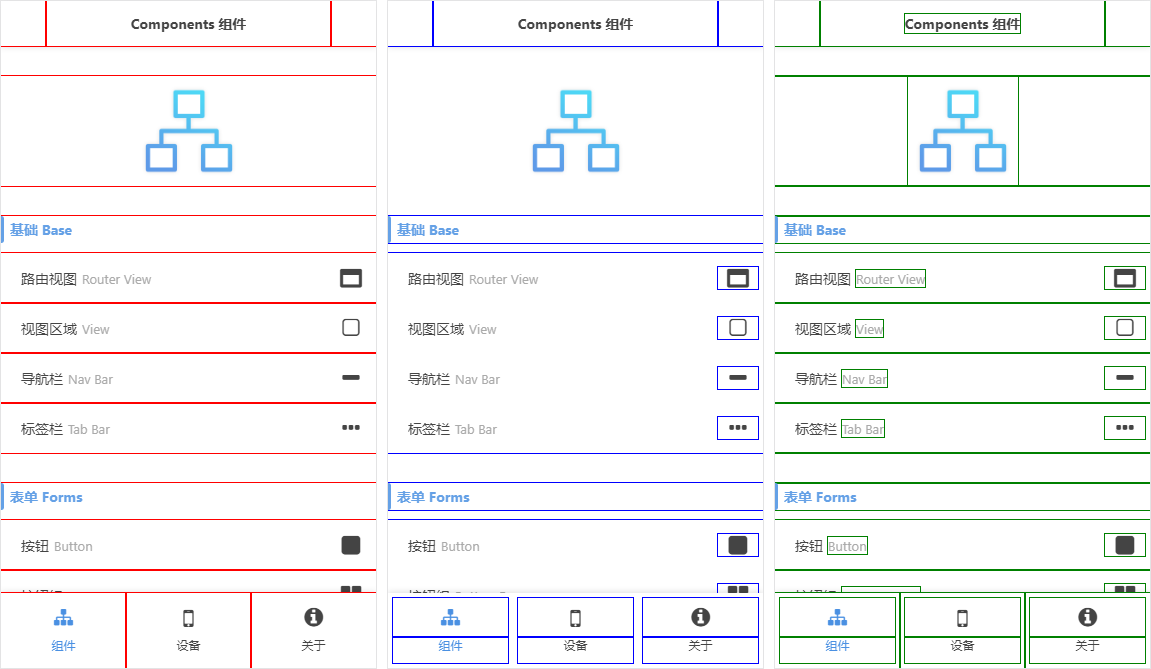 Components 组件
基础 Base
路由视图 Router View
视图区域 View
导航栏 Nav Bar
标签栏 Tab Bar
表单 Forms
按钮 Button
组件
设备
关于
Components 组件
基础 Base
路由视图 Router View
视图区域 View
导航栏 Nav Bar
标签栏 Tab Bar
表单 Forms
按钮 Button
组件
设备
关于
Components 组件
基础 Base
路由视图 Router View
视图区域 View
导航栏 Nav Bar
标签栏 Tab Bar
表单 Forms
按钮 Button
组件
设备
关于